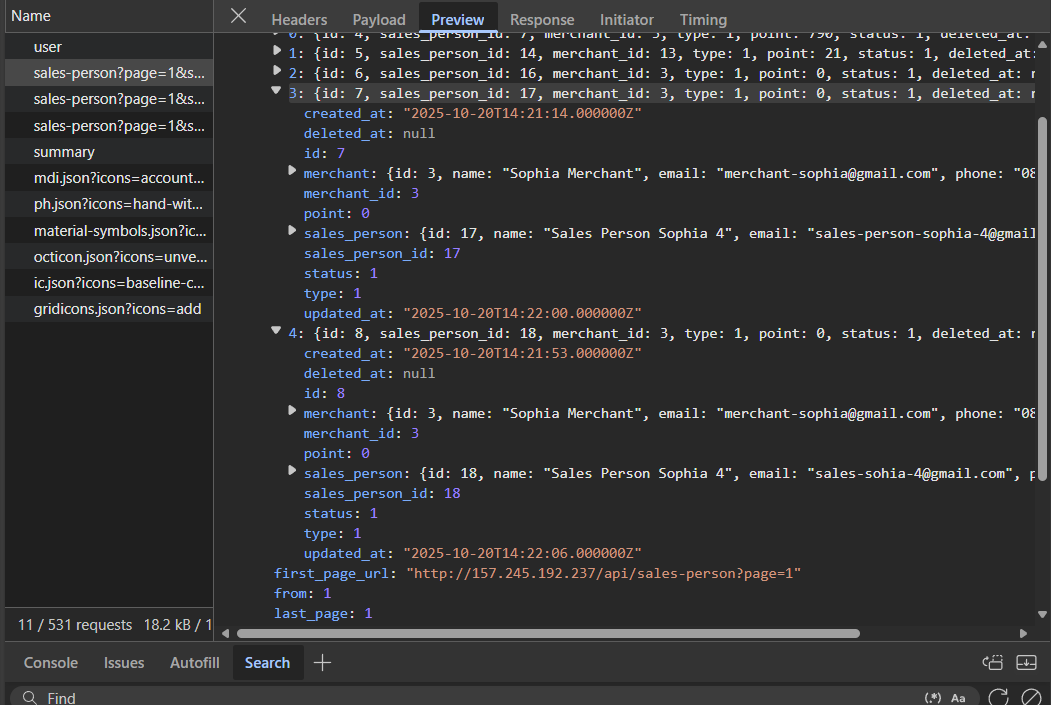 Name
user
sales-person?page=1&s...
sales-person?page=1&s...
sales-person?page=1&s...
summary
mdi.json?icons=account...
ph.json?icons=hand-wit...
material-symbols.json?ic...
octicon.json?icons=unve...
ic.json?icons=baseline-c...
gridicons.json?icons=add
11 / 531 requests 18.2 kB / 1
Headers Payload Preview Response Initiator Timing
0: {id: 4, sales_person_id: 7, merchant_id: 3, type: 1, point: 790, status: 1, deleted_at:
1: {id: 5, sales_person_id: 14, merchant_id: 13, type: 1, point: 21, status: 1, deleted_at:
2: {id: 6, sales_person_id: 16, merchant_id: 3, type: 1, point: 0, status: 1, deleted_at:
3: {id: 7, sales_person_id: 17, merchant_id: 3, type: 1, point: 0, status: 1, deleted_at:
created_at: "2025-10-20T14:21:14.000000Z"
deleted_at: null
id: 7
merchant: {id: 3, name: "Sophia Merchant", email: "merchant-sophia@gmail.com", phone: "08
merchant_id: 3
point: 0
sales_person: {id: 17, name: "Sales Person Sophia 4", email: "sales-person-sophia-4@gmail
sales_person_id: 17
status: 1
type: 1
updated_at: "2025-10-20T14:22:00.000000Z"
4: {id: 8, sales_person_id: 18, merchant_id: 3, type: 1, point: 0, status: 1, deleted_at:
created_at: "2025-10-20T14:21:53.000000Z"
deleted_at: null
id: 8
merchant: {id: 3, name: "Sophia Merchant", email: "merchant-sophia@gmail.com", phone: "08
merchant_id: 3
point: 0
sales_person: {id: 18, name: "Sales Person Sophia 4", email: "sales-sohia-4@gmail.com",
sales_person_id: 18
status: 1
type: 1
updated_at: "2025-10-20T14:22:06.000000Z"
first_page_url: "http://157.245.192.237/api/sales-person?page=1"
from: 1
last_page: 1
Console Issues Autofill Search
Find (.*) Aa